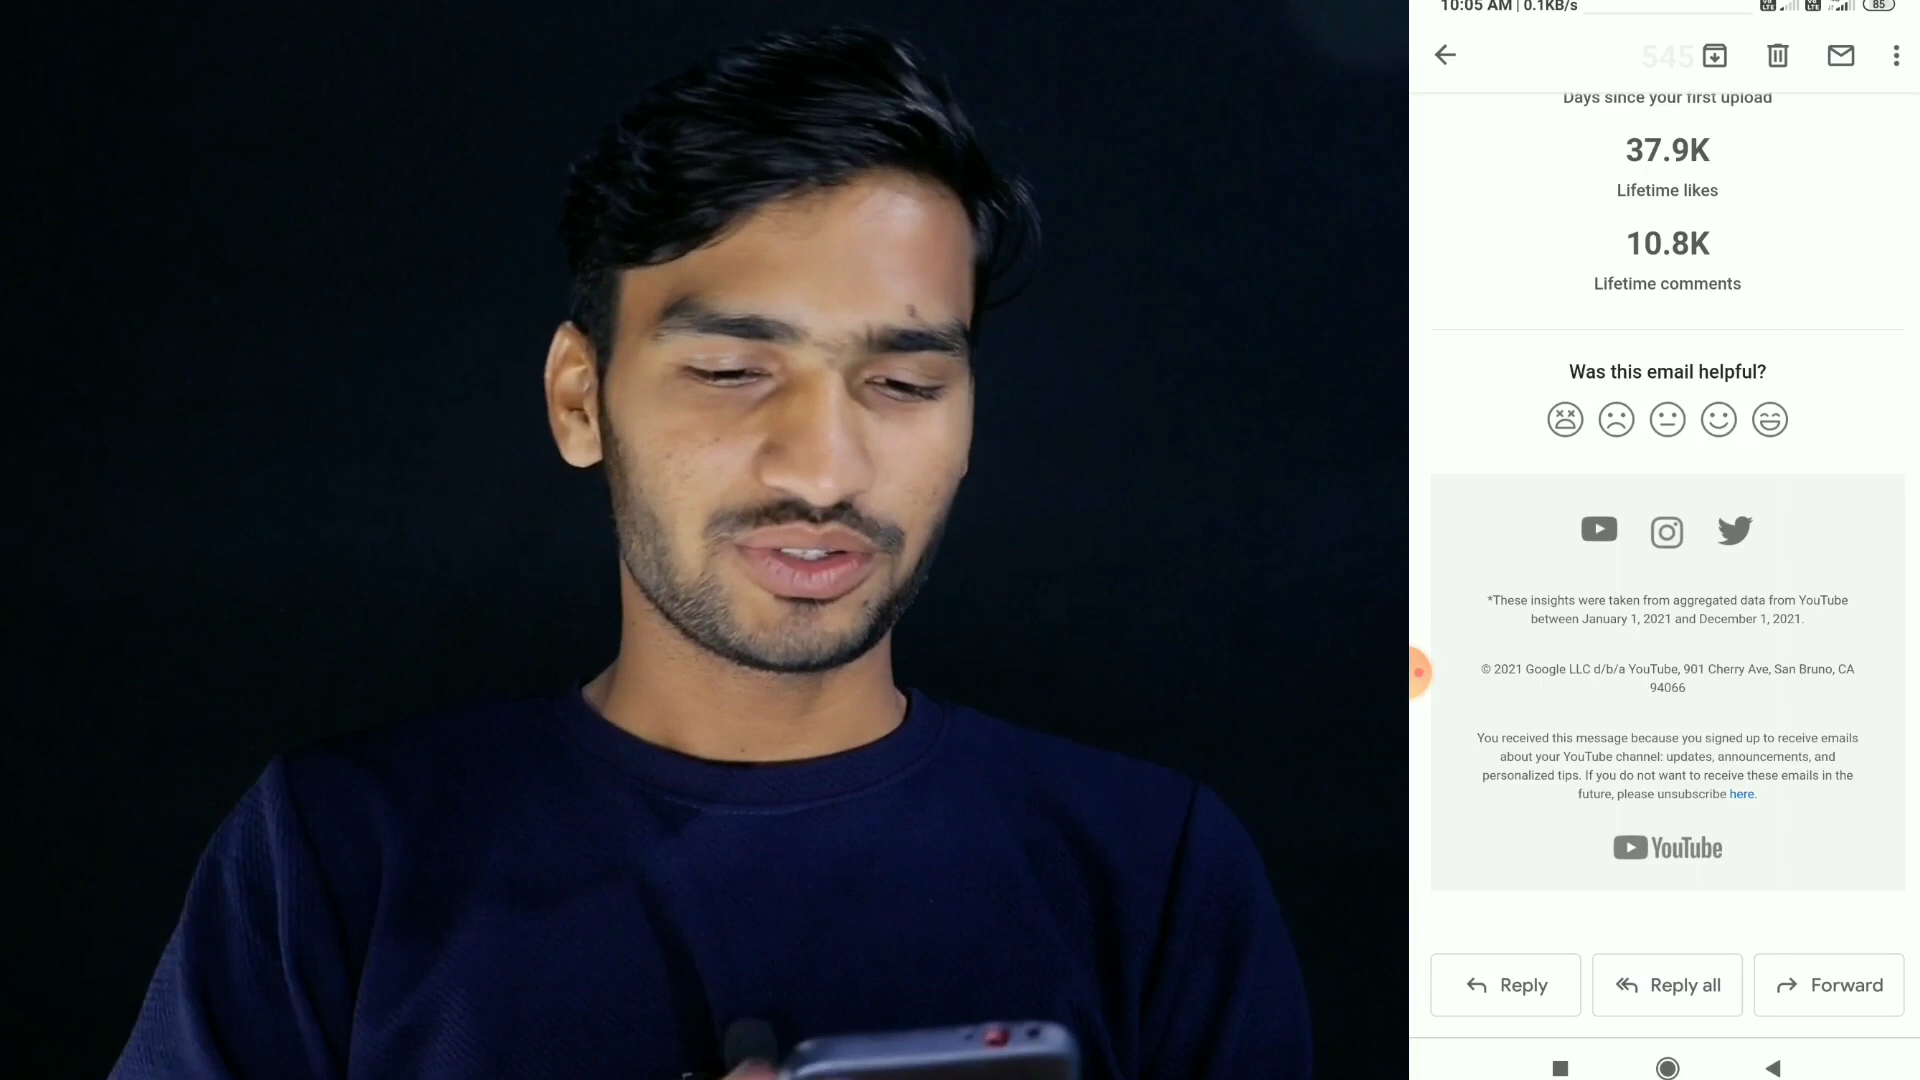 10:05 AM | 0.1KB/s
85
545
Days since your first upload
37.9K
Lifetime likes
10.8K
Lifetime comments
Was this email helpful?
*These insights were taken from aggregated data from YouTube
between January 1, 2021 and December 1, 2021.
© 2021 Google LLC d/b/a YouTube, 901 Cherry Ave, San Bruno, CA
94066
You received this message because you signed up to receive emails
about your YouTube channel: updates, announcements, and
personalized tips. If you do not want to receive these emails in the
future, please unsubscribe here.
YouTube
Reply
Reply all
Forward